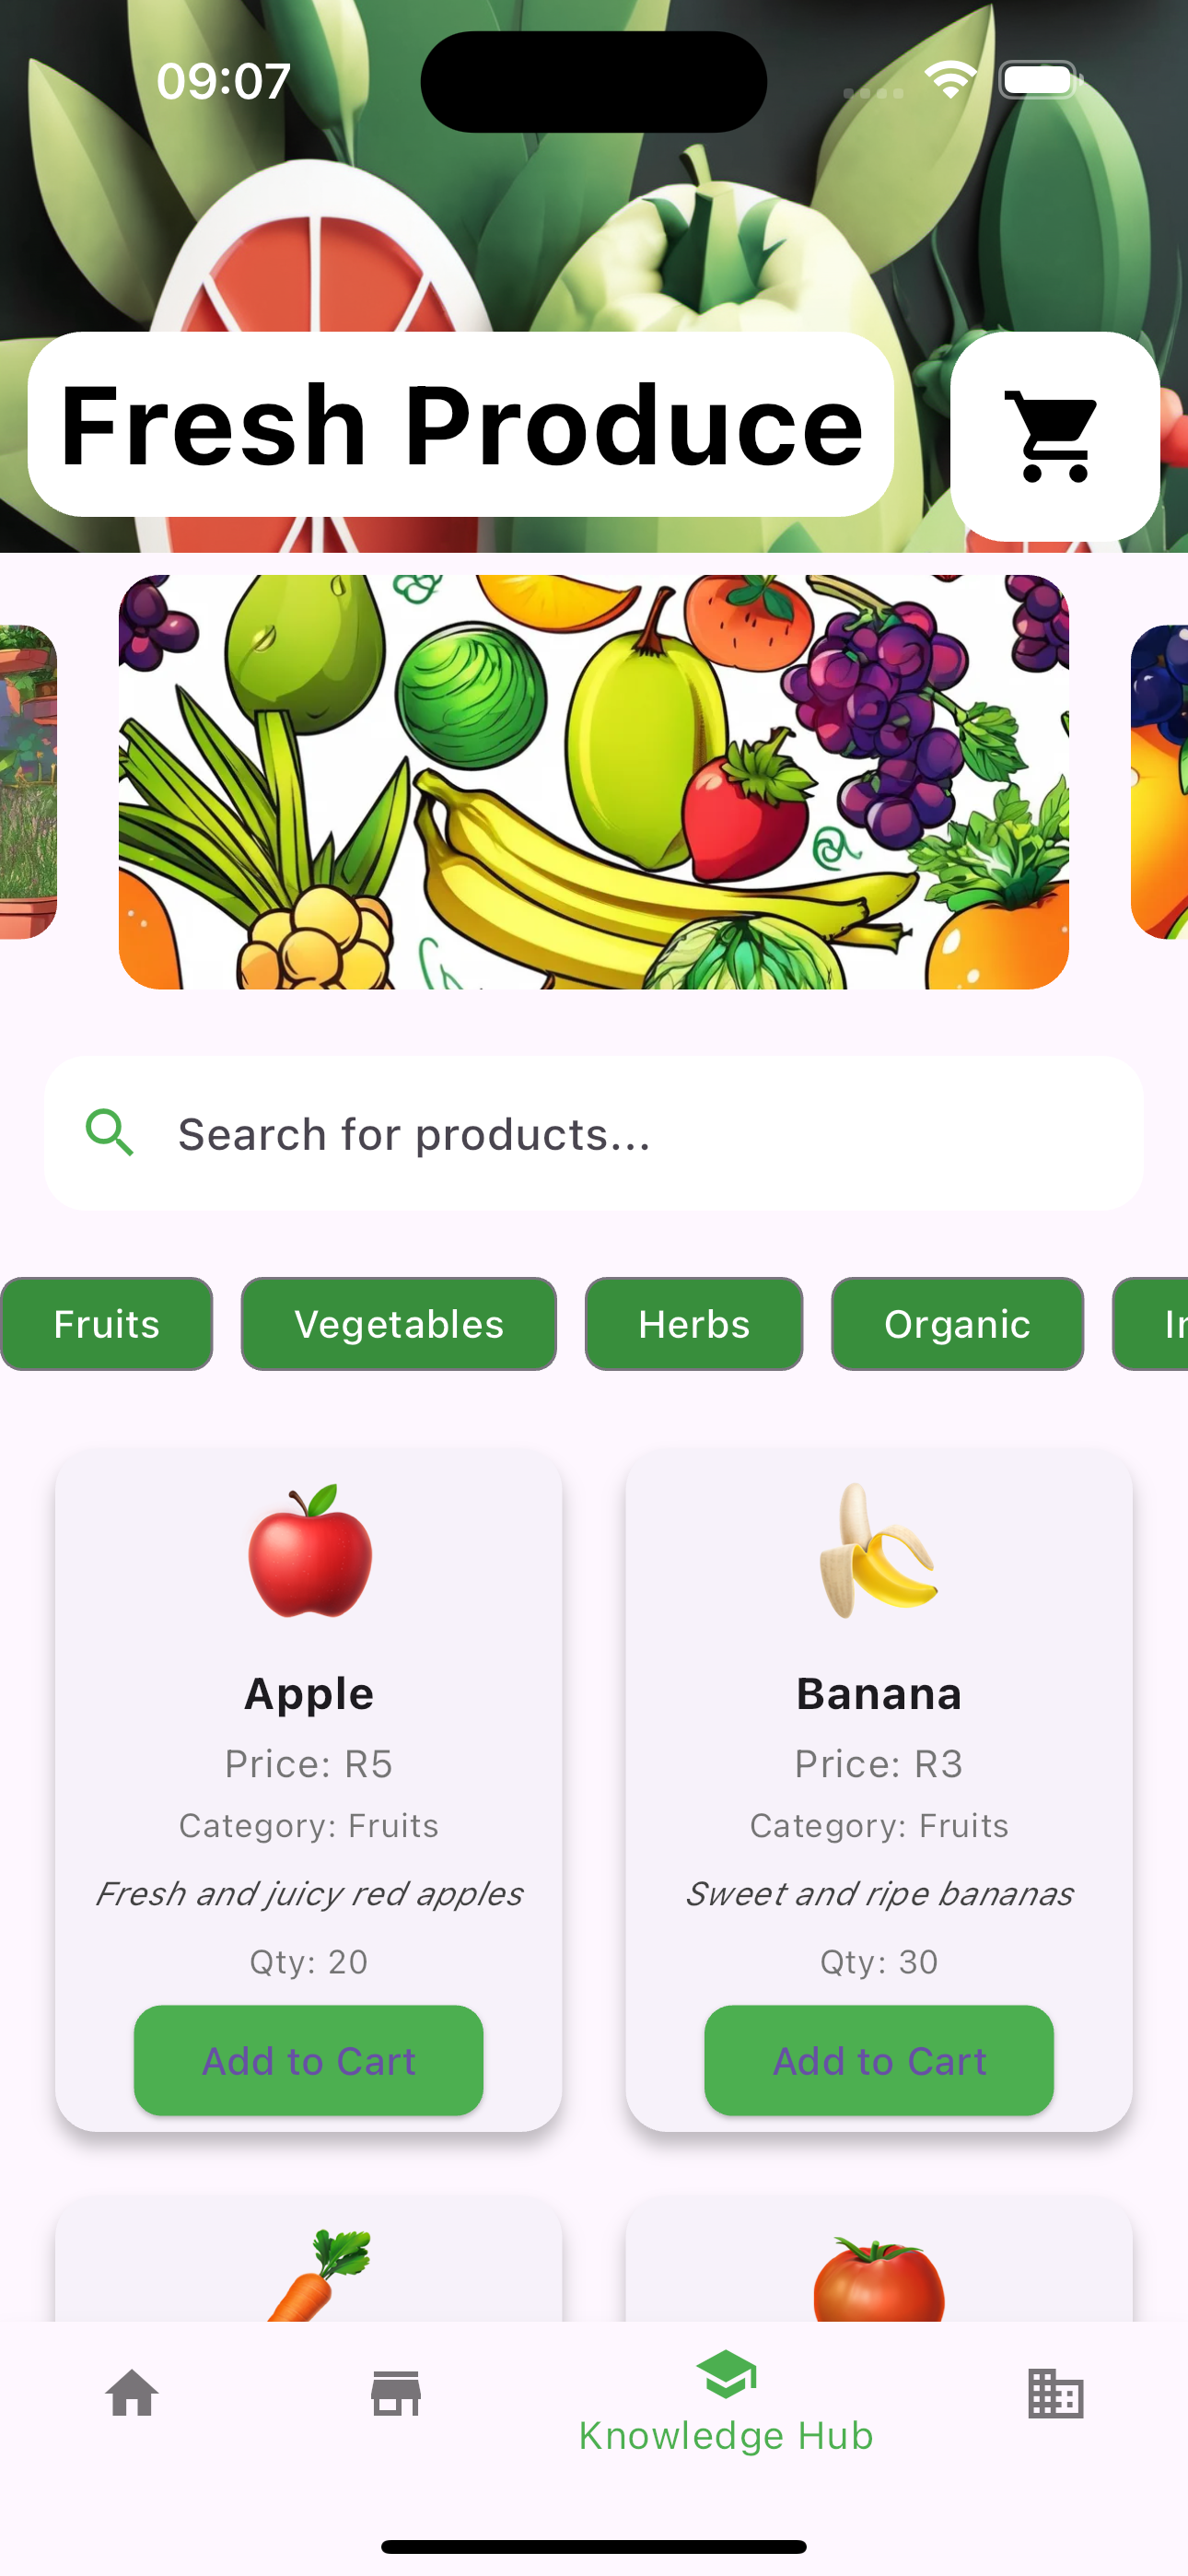 09:07
Fresh Produce
Search for products...
Fruits
Vegetables
Herbs
Organic
Apple
Price: R5
Category: Fruits
Fresh and juicy red apples
Qty: 20
Add to Cart
Banana
Price: R3
Category: Fruits
Sweet and ripe bananas
Qty: 30
Add to Cart
Knowledge Hub